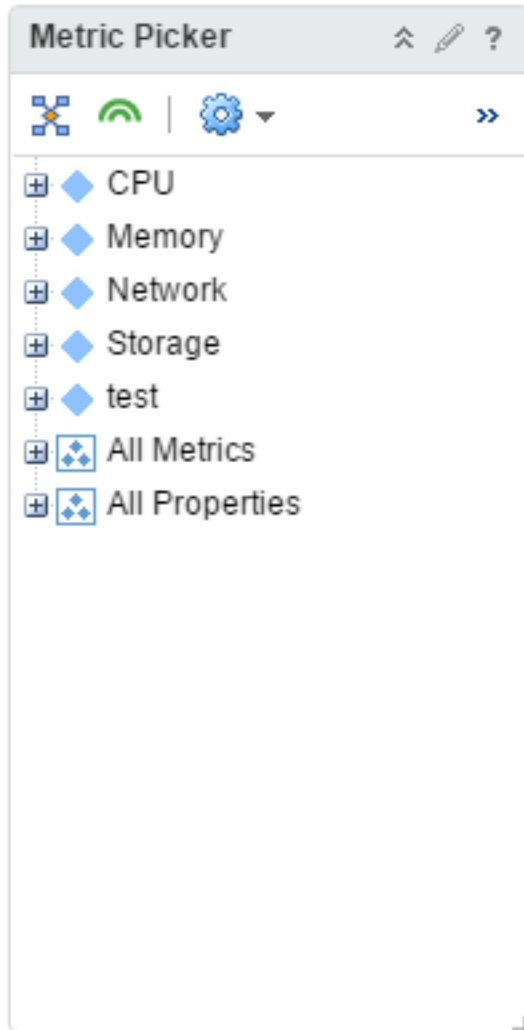 Metric Picker ?
CPU
Memory
Network
Storage
test
All Metrics
All Properties